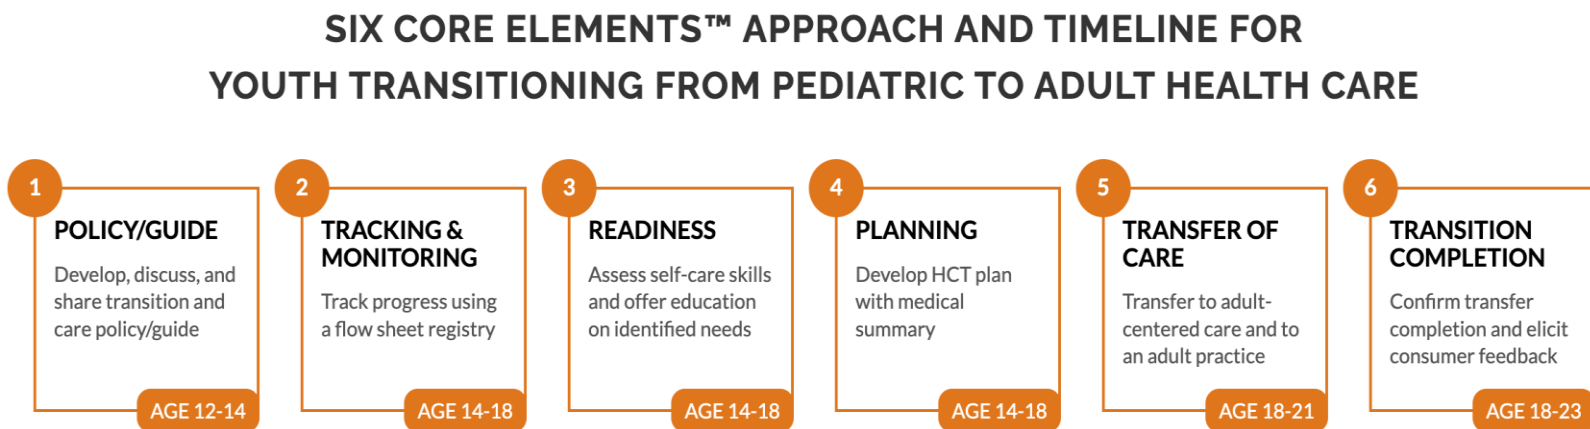 SIX CORE ELEMENTS™ APPROACH AND TIMELINE FOR
YOUTH TRANSITIONING FROM PEDIATRIC TO ADULT HEALTH CARE
1
POLICY/GUIDE
Develop, discuss, and
share transition and
care policy/guide
AGE 12-14
2
TRACKING &
MONITORING
Track progress using
a flow sheet registry
AGE 14-18
3
READINESS
Assess self-care skills
and offer education
on identified needs
AGE 14-18
4
PLANNING
Develop HCT plan
with medical
summary
AGE 14-18
5
TRANSFER OF
CARE
Transfer to adult-
centered care and to
an adult practice
AGE 18-21
6
TRANSITION
COMPLETION
Confirm transfer
completion and elicit
consumer feedback
AGE 18-23